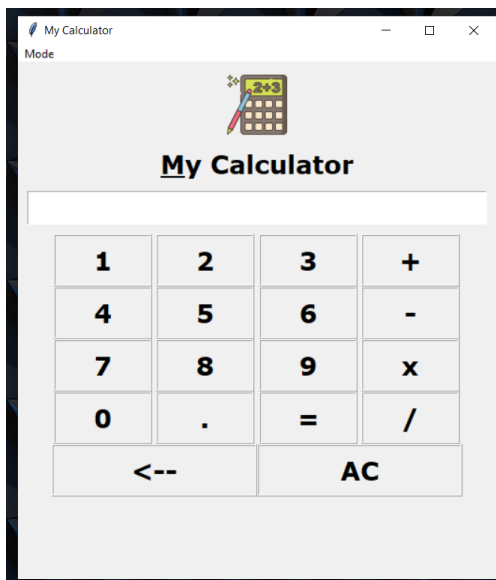 My Calculator
Mode
2+3
My Calculator
1 2 3 +
4 5 6 -
7 8 9 x
0 . = /
<-- AC